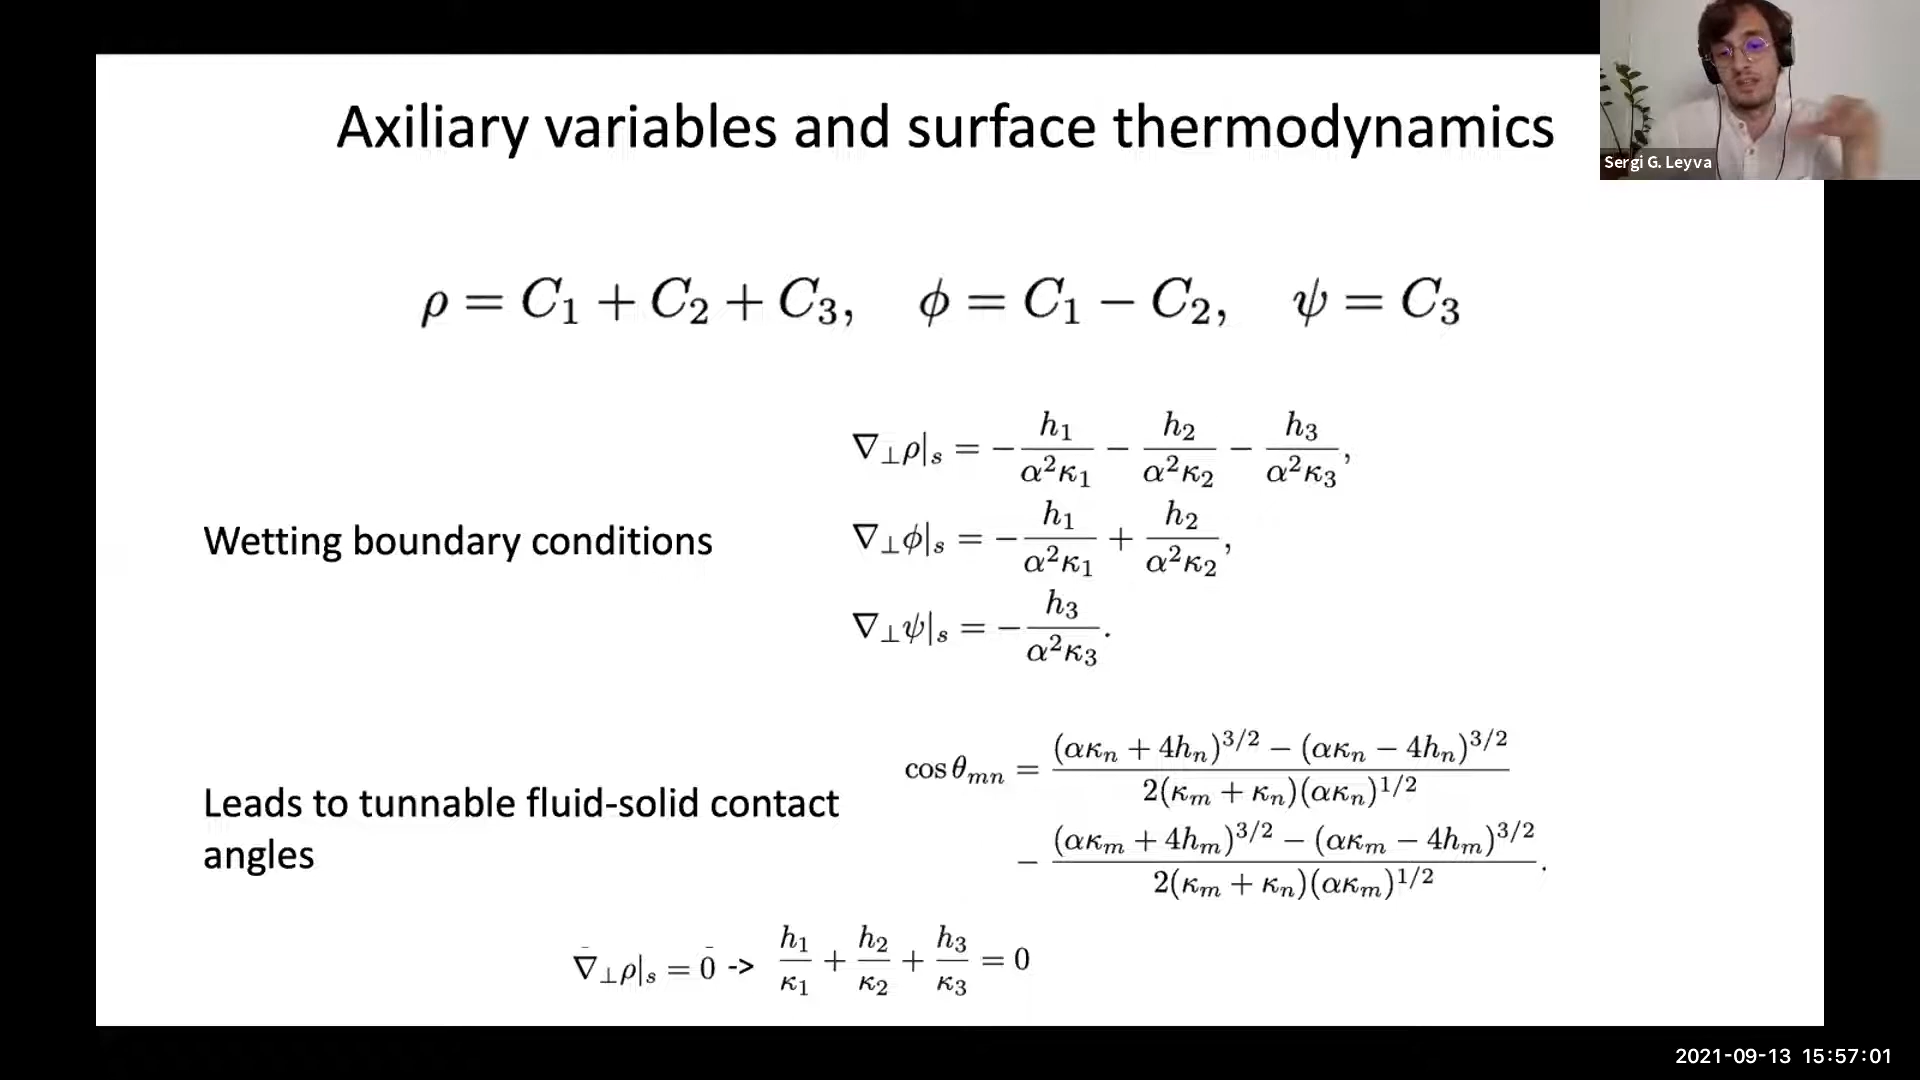 Axiliary variables and surface thermodynamics
Sergi G. Leyva
ρ = C₁ + C₂ + C₃, ϕ = C₁ − C₂, ψ = C₃
∇⊥ρ|ₛ = −h₁/(α²κ₁) − h₂/(α²κ₂) − h₃/(α²κ₃),
Wetting boundary conditions
∇⊥ϕ|ₛ = −h₁/(α²κ₁) + h₂/(α²κ₂),
∇⊥ψ|ₛ = −h₃/(α²κ₃).
Leads to tunnable fluid-solid contact
angles
cos θₘₙ = ((ακₙ + 4hₙ)^{3/2} − (ακₙ − 4hₙ)^{3/2})/(2(κₘ + κₙ)(ακₙ)^{1/2})
− ((ακₘ + 4hₘ)^{3/2} − (ακₘ − 4hₘ)^{3/2})/(2(κₘ + κₙ)(ακₘ)^{1/2}).
∇⊥ρ|ₛ = 0 -> h₁/κ₁ + h₂/κ₂ + h₃/κ₃ = 0
2021-09-13 15:57:01